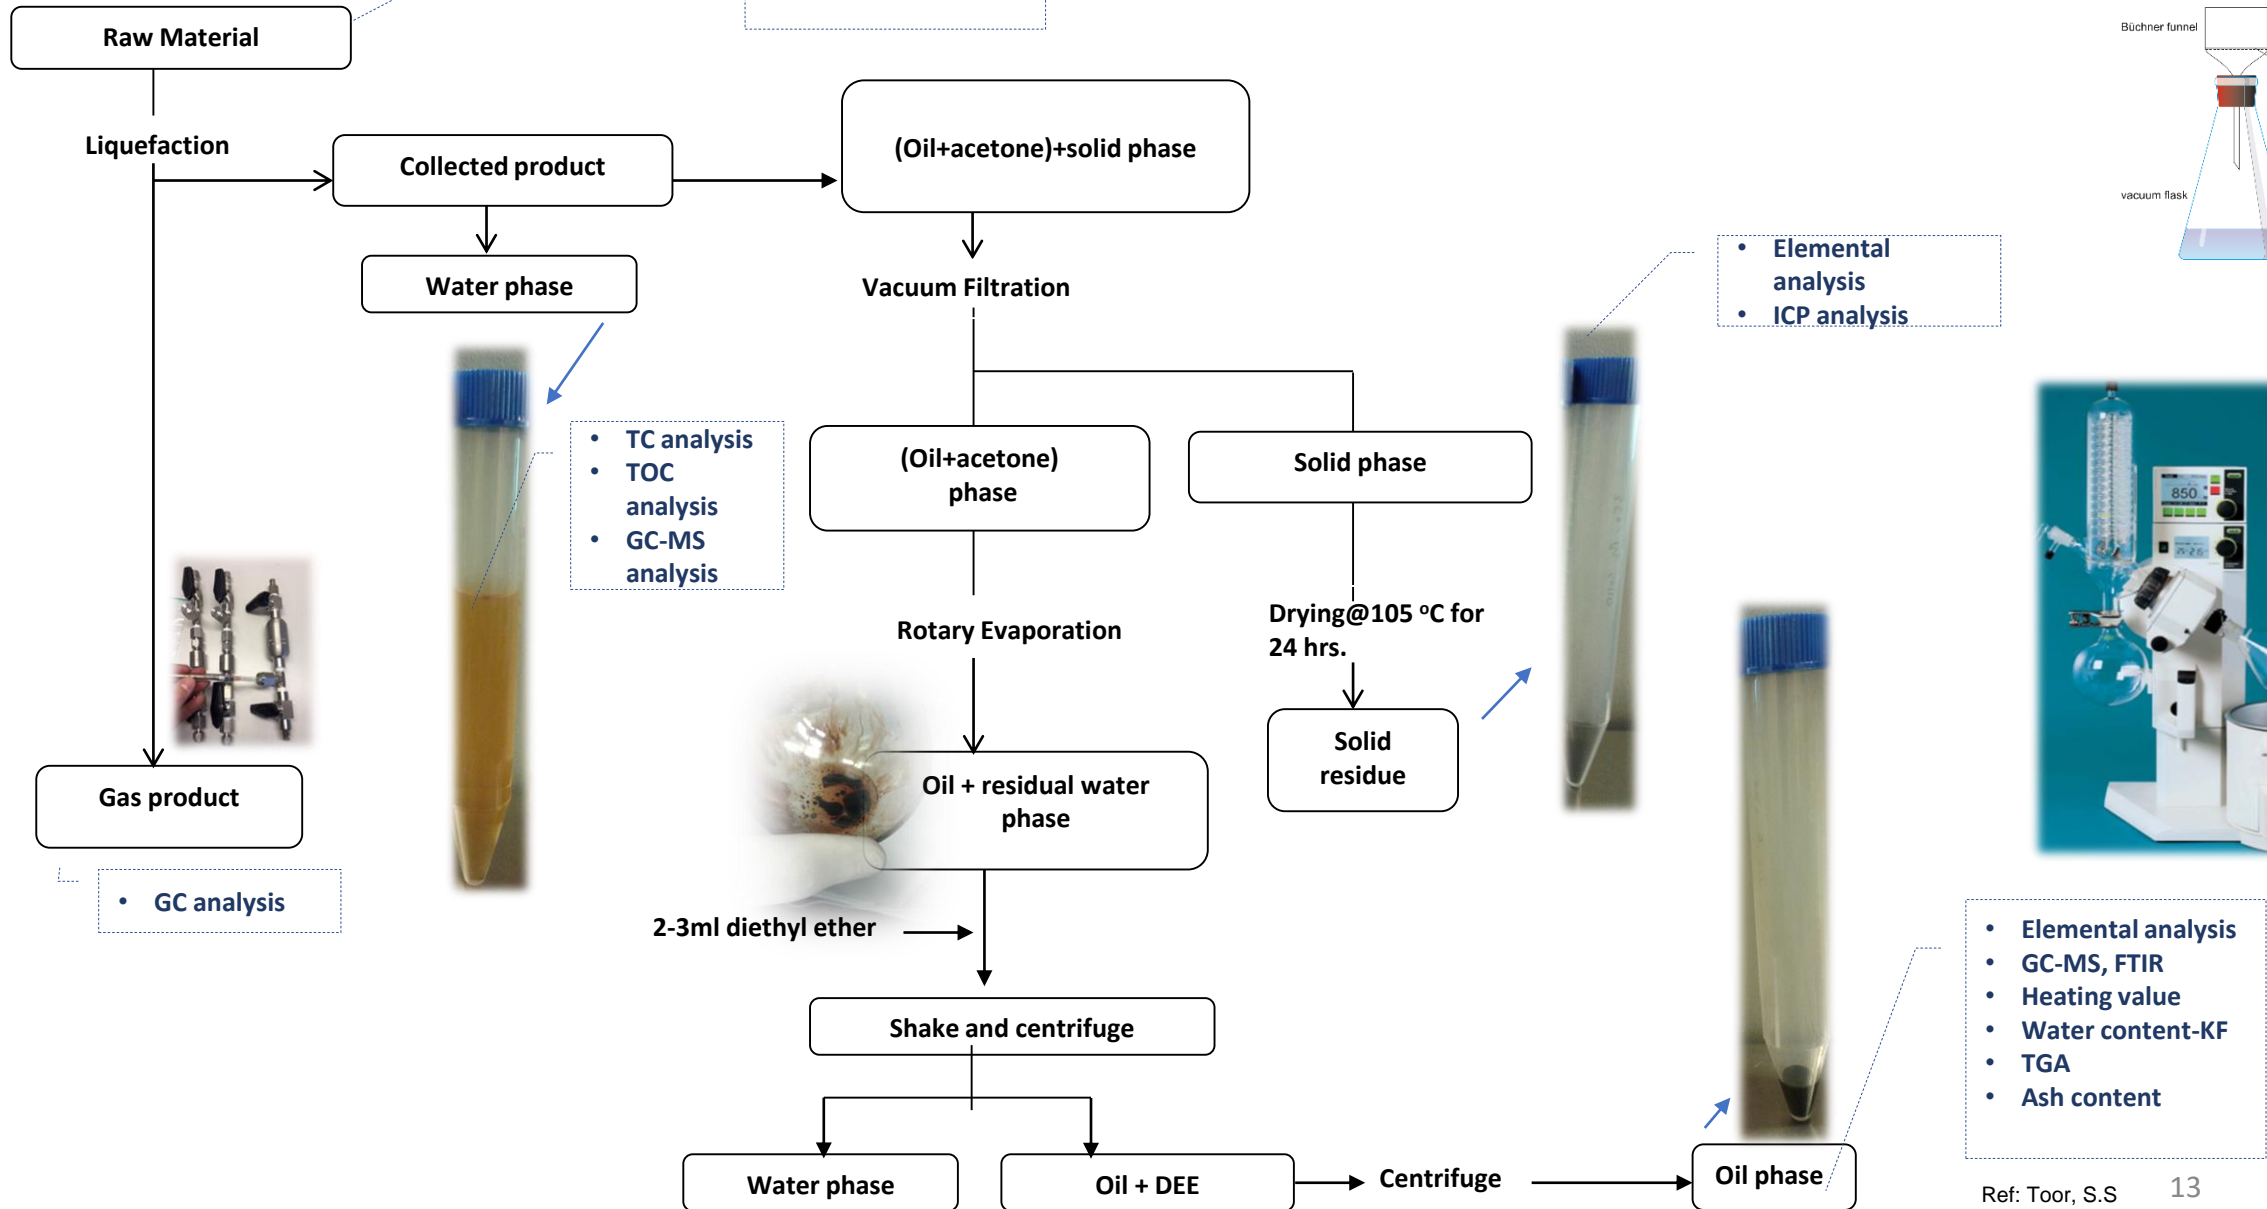 Raw Material
Büchner funnel
Liquefaction
Collected product
(Oil+acetone)+solid phase
vacuum flask
Water phase
Vacuum Filtration
• Elemental
analysis
• ICP analysis
• TC analysis
• TOC
analysis
• GC-MS
analysis
(Oil+acetone)
phase
Solid phase
850
Rotary Evaporation
Drying@105 °C for
24 hrs.
Solid
residue
Gas product
Oil + residual water
phase
• GC analysis
2-3ml diethyl ether
• Elemental analysis
• GC-MS, FTIR
• Heating value
• Water content-KF
• TGA
• Ash content
Shake and centrifuge
Water phase
Oil + DEE
Centrifuge
Oil phase
Ref: Toor, S.S
13